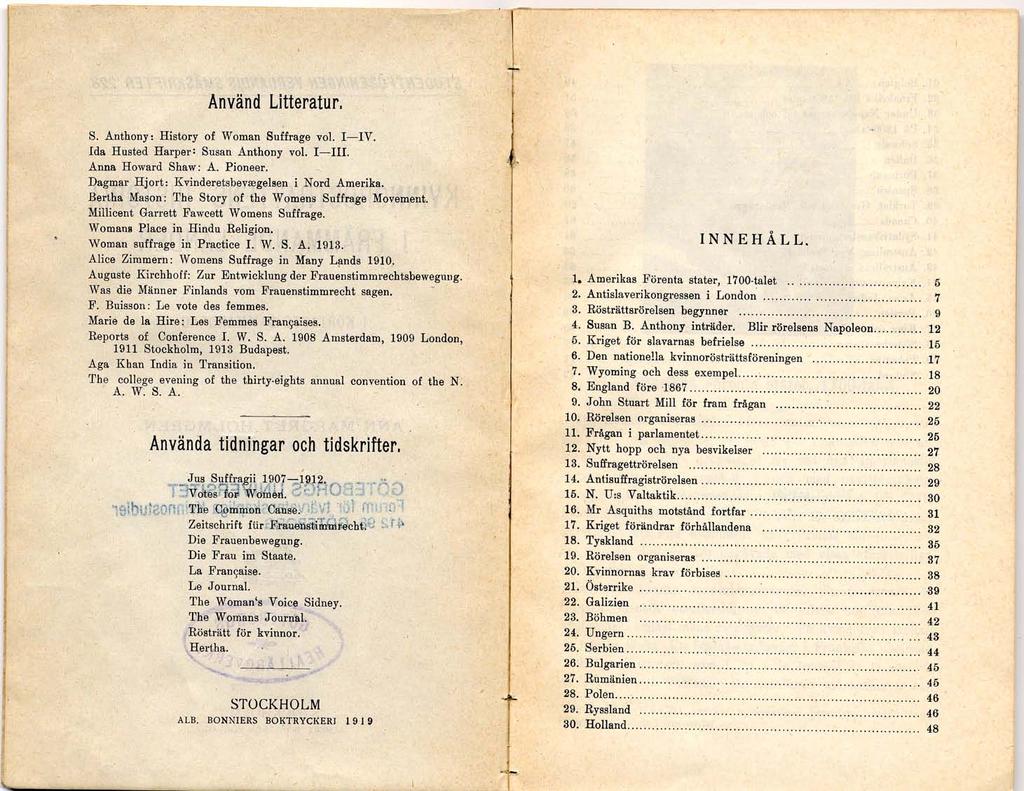 Använd Litteratur.
S. Anthony: History of Woman Suffrage vol. I—IV.
Ida Husted Harper: Susan Anthony vol. I—III.
Anna Howard Shaw: A. Pioneer.
Dagmar Hjort: Kvinderetsbevægelsen i Nord Amerika.
Bertha Mason: The Story of the Womens Suffrage Movement.
Millicent Garrett Fawcett Womens Suffrage.
Womans Place in Hindu Religion.
Woman suffrage in Practice I. W. S. A. 1913.
Alice Zimmern: Womens Suffrage in Many Lands 1910.
Auguste Kirchhoff: Zur Entwicklung der Frauenstimmrechtsbewegung.
Was die Männer Finlands vom Frauenstimmrecht sagen.
F. Buisson: Le vote des femmes.
Marie de la Hire: Les Femmes Françaises.
Reports of Conference I. W. S. A. 1908 Amsterdam, 1909 London,
1911 Stockholm, 1913 Budapest.
Aga Khan India in Transition.
The college evening of the thirty-eights annual convention of the N.
A. W. S. A.
Använda tidningar och tidskrifter.
Jus Suffragii 1907—1912.
Votes for Women.
The Common Cause.
Zeitschrift für Frauenstimmrecht.
Die Frauenbewegung.
Die Frau im Staate.
La Française.
Le Journal.
The Woman's Voice Sidney.
The Womans Journal.
Rösträtt för kvinnor.
Hertha.
STOCKHOLM
ALB. BONNIERS BOKTRYCKERI 1919
INNEHÅLL.
1. Amerikas Förenta stater, 1700-talet 5
2. Antislaverikongressen i London 7
3. Rösträttsrörelsen begynner 9
4. Susan B. Anthony inträder. Blir rörelsens Napoleon 12
5. Kriget för slavarnas befrielse 15
6. Den nationella kvinnorösträttsföreningen 17
7. Wyoming och dess exempel 18
8. England före 1867 20
9. John Stuart Mill för fram frågan 22
10. Rörelsen organiseras 25
11. Frågan i parlamentet 25
12. Nytt hopp och nya besvikelser 27
13. Suffragettrörelsen 28
14. Antisuffragiströrelsen 29
15. N. U:s Valtaktik 30
16. Mr Asquiths motstånd fortfar 31
17. Kriget förändrar förhållandena 32
18. Tyskland 35
19. Rörelsen organiseras 37
20. Kvinnornas krav förbises 38
21. Österrike 39
22. Galizien 41
23. Böhmen 42
24. Ungern 43
25. Serbien 44
26. Bulgarien 45
27. Rumänien 45
28. Polen 46
29. Ryssland 46
30. Holland 48
GÖTEBORGS UNIVERSITET